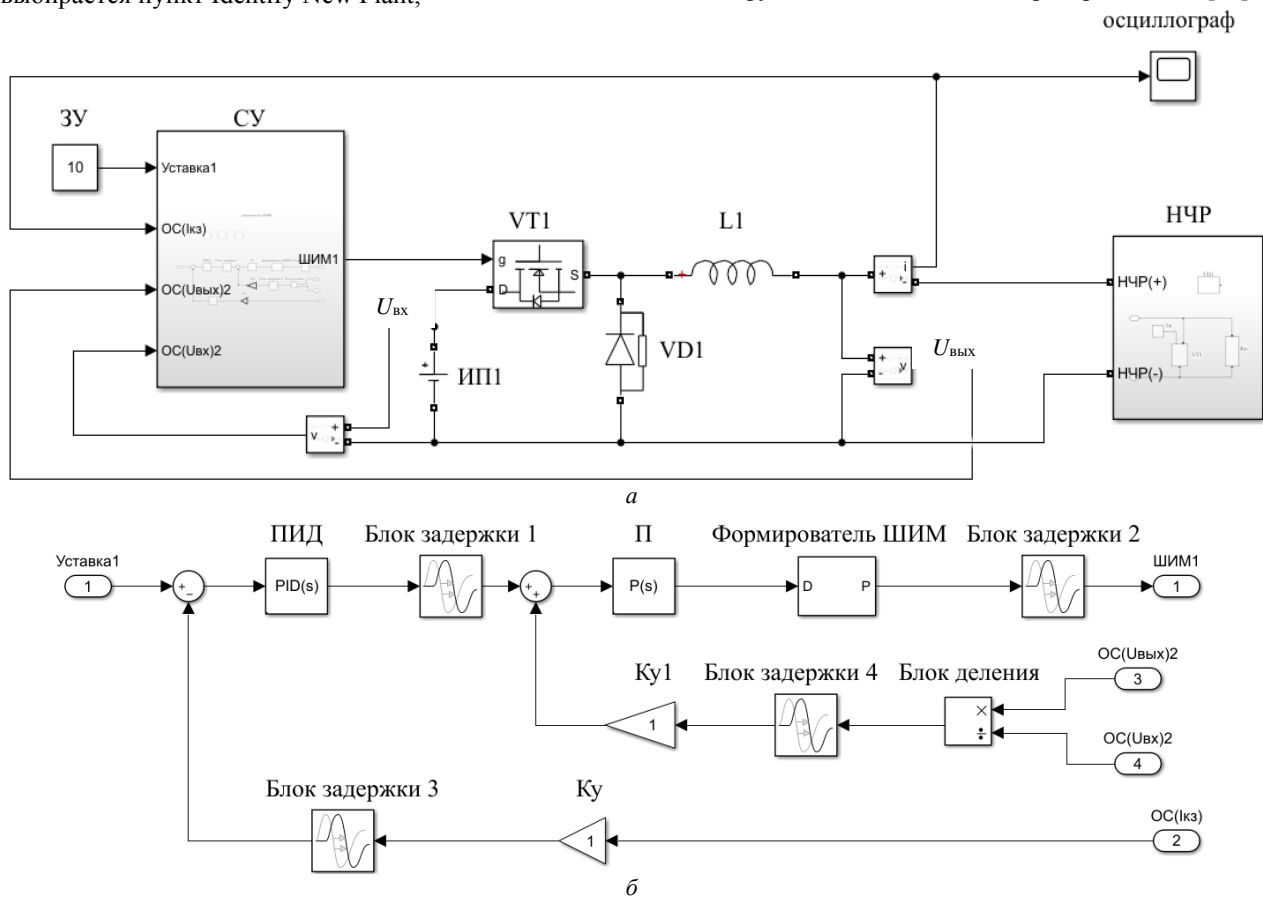 выбирается пункт Identify New Plant;
осциллограф
ЗУ
СУ
10
Уставка1
ОС(Iкз)
ШИМ1
ОС(Uвых)2
ОС(Uвх)2
VT1
g
D
S
L1
НЧР
+
i
-
НЧР(+)
НЧР(-)
Uвх
ИП1
VD1
Uвых
+
v
-
v
+
-
+
а
ПИД
Блок задержки 1
П
Формирователь ШИМ
Блок задержки 2
Уставка1
1
+
−
PID(s)
+
+
P(s)
D
P
ШИМ1
1
Ку1
Блок задержки 4
Блок деления
ОС(Uвых)2
3
1
×
÷
ОС(Uвх)2
4
Блок задержки 3
Ку
ОС(Iкз)
1
2
б